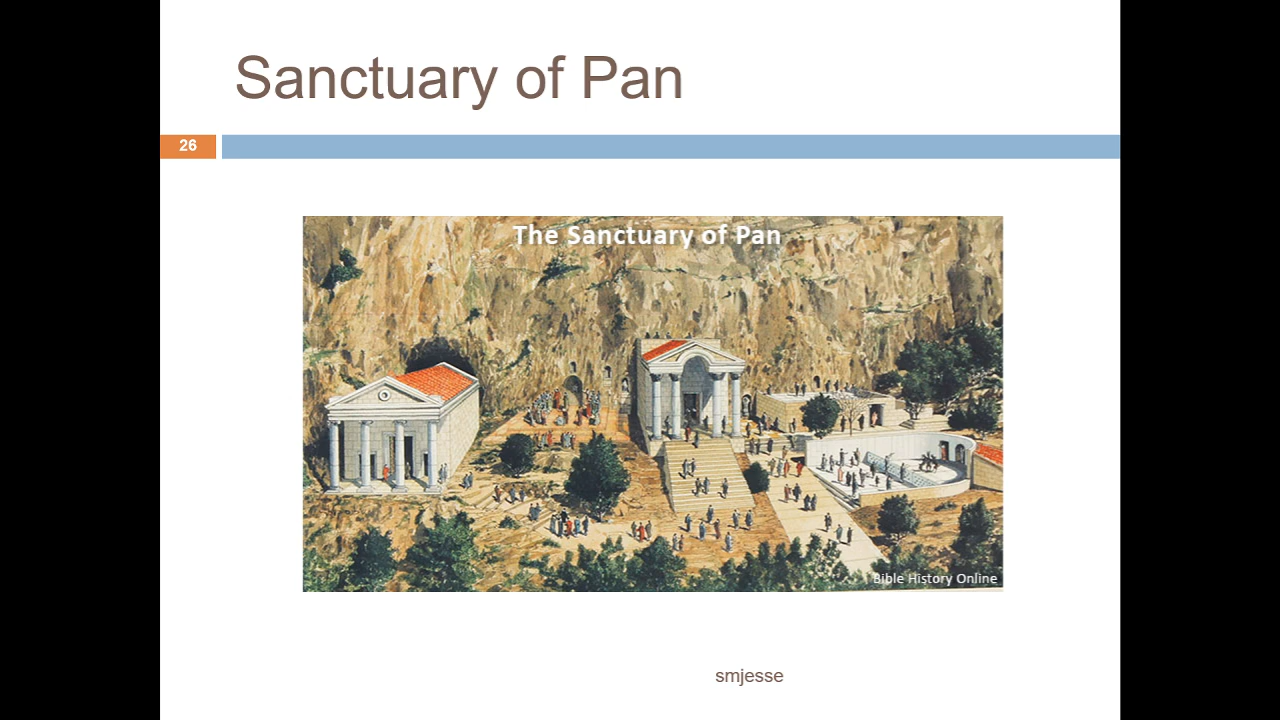 Sanctuary of Pan
26
The Sanctuary of Pan
Bible History Online
smjesse